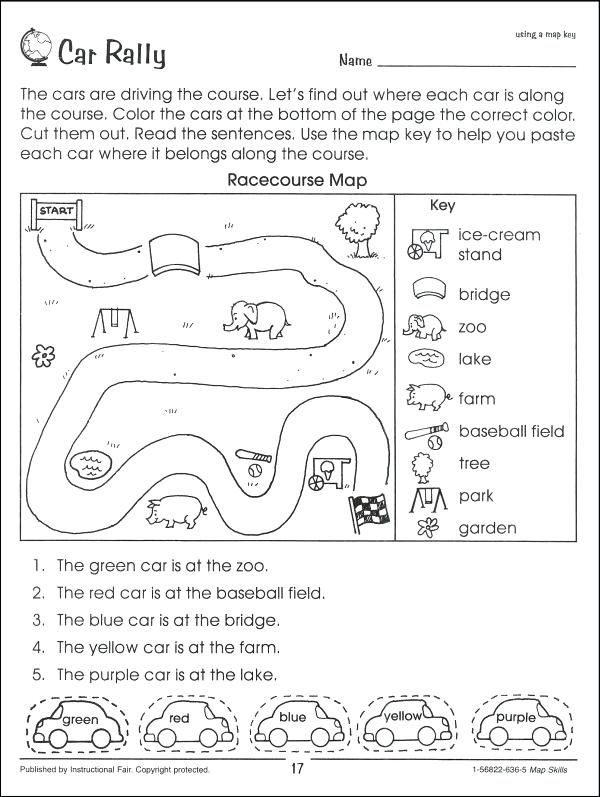 using a map key
Car Rally
Name
The cars are driving the course. Let's find out where each car is along
the course. Color the cars at the bottom of the page the correct color.
Cut them out. Read the sentences. Use the map key to help you paste
each car where it belongs along the course.
Racecourse Map
START
Key
ice-cream
stand
bridge
zoo
lake
farm
baseball field
tree
park
garden
1. The green car is at the zoo.
2. The red car is at the baseball field.
3. The blue car is at the bridge.
4. The yellow car is at the farm.
5. The purple car is at the lake.
green red blue yellow purple
Published by Instructional Fair. Copyright protected. 17 1-56822-636-5 Map Skills